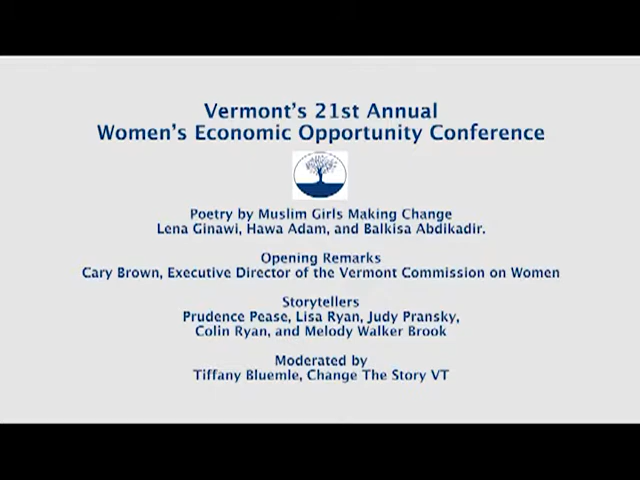 Vermont's 21st Annual
Women's Economic Opportunity Conference
Poetry by Muslim Girls Making Change
Lena Ginawi, Hawa Adam, and Balkisa Abdikadir.
Opening Remarks
Cary Brown, Executive Director of the Vermont Commission on Women
Storytellers
Prudence Pease, Lisa Ryan, Judy Pransky,
Colin Ryan, and Melody Walker Brook
Moderated by
Tiffany Bluemle, Change The Story VT